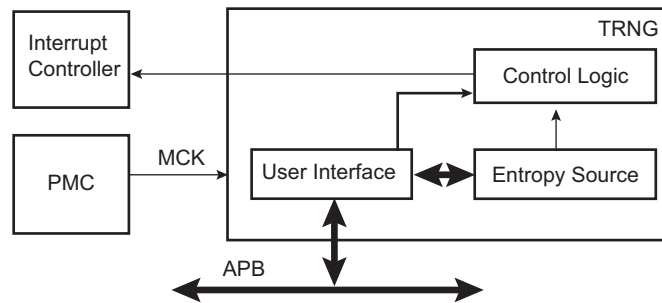 TRNG
Interrupt
Controller
Control Logic
MCK
PMC
User Interface
Entropy Source
APB